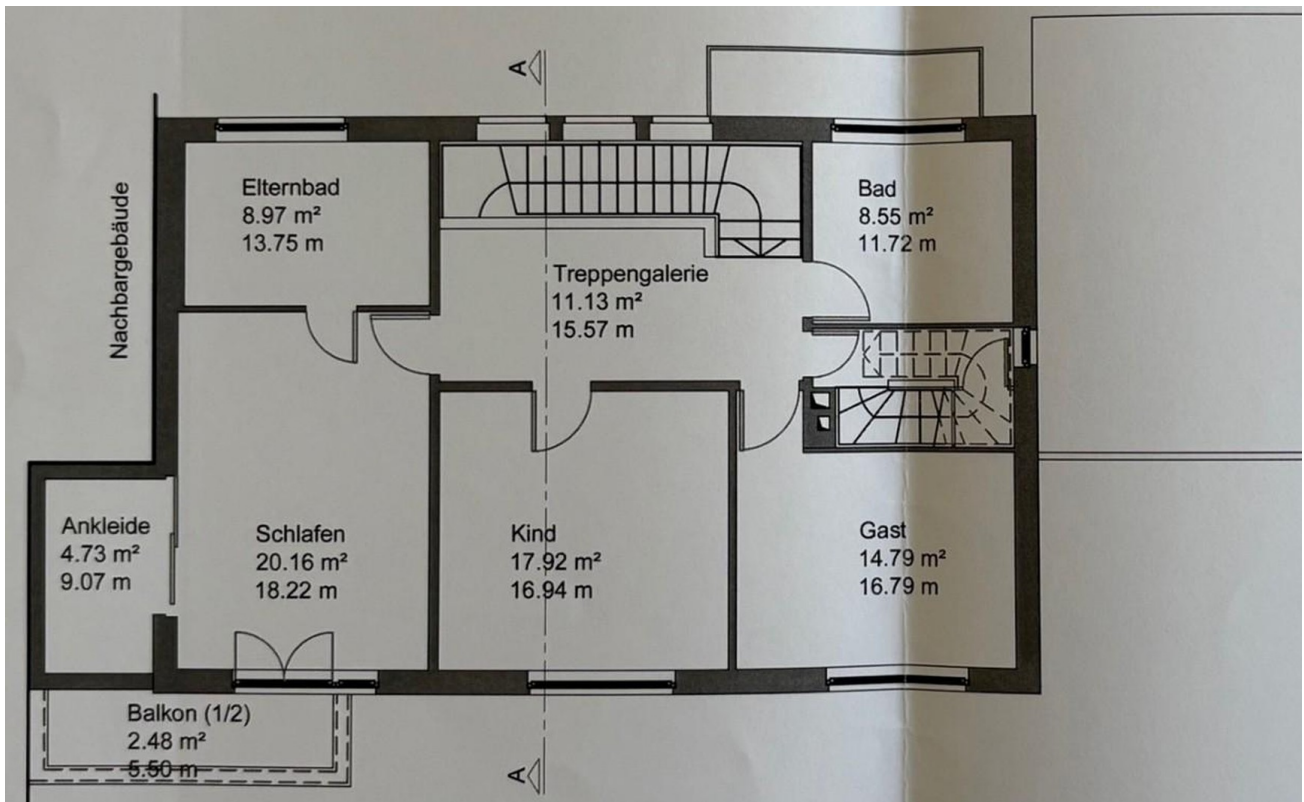 A
Nachbargebäude
Elternbad
8.97 m²
13.75 m
Bad
8.55 m²
11.72 m
Treppengalerie
11.13 m²
15.57 m
Ankleide
4.73 m²
9.07 m
Schlafen
20.16 m²
18.22 m
Kind
17.92 m²
16.94 m
Gast
14.79 m²
16.79 m
Balkon (1/2)
2.48 m²
5.50 m
A